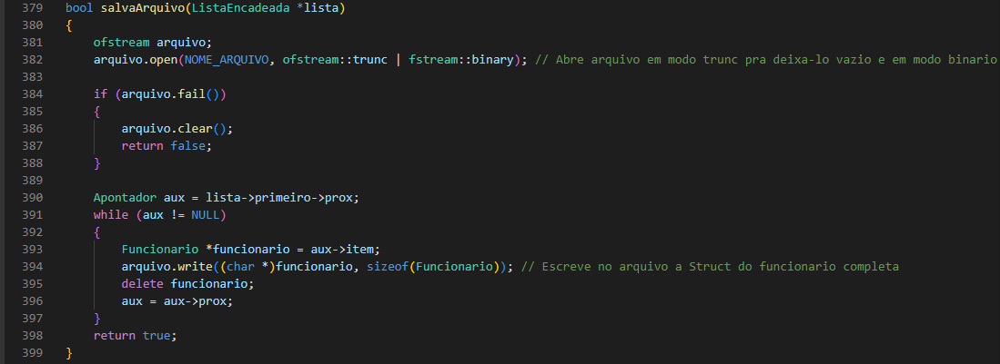 379 bool salvaArquivo(ListaEncadeada *lista)
380 {
381     ofstream arquivo;
382     arquivo.open(NOME_ARQUIVO, ofstream::trunc | fstream::binary); // Abre arquivo em modo trunc pra deixa-lo vazio e em modo binario
383
384     if (arquivo.fail())
385     {
386         arquivo.clear();
387         return false;
388     }
389
390     Apontador aux = lista->primeiro->prox;
391     while (aux != NULL)
392     {
393         Funcionario *funcionario = aux->item;
394         arquivo.write((char *)funcionario, sizeof(Funcionario)); // Escreve no arquivo a Struct do funcionario completa
395         delete funcionario;
396         aux = aux->prox;
397     }
398     return true;
399 }